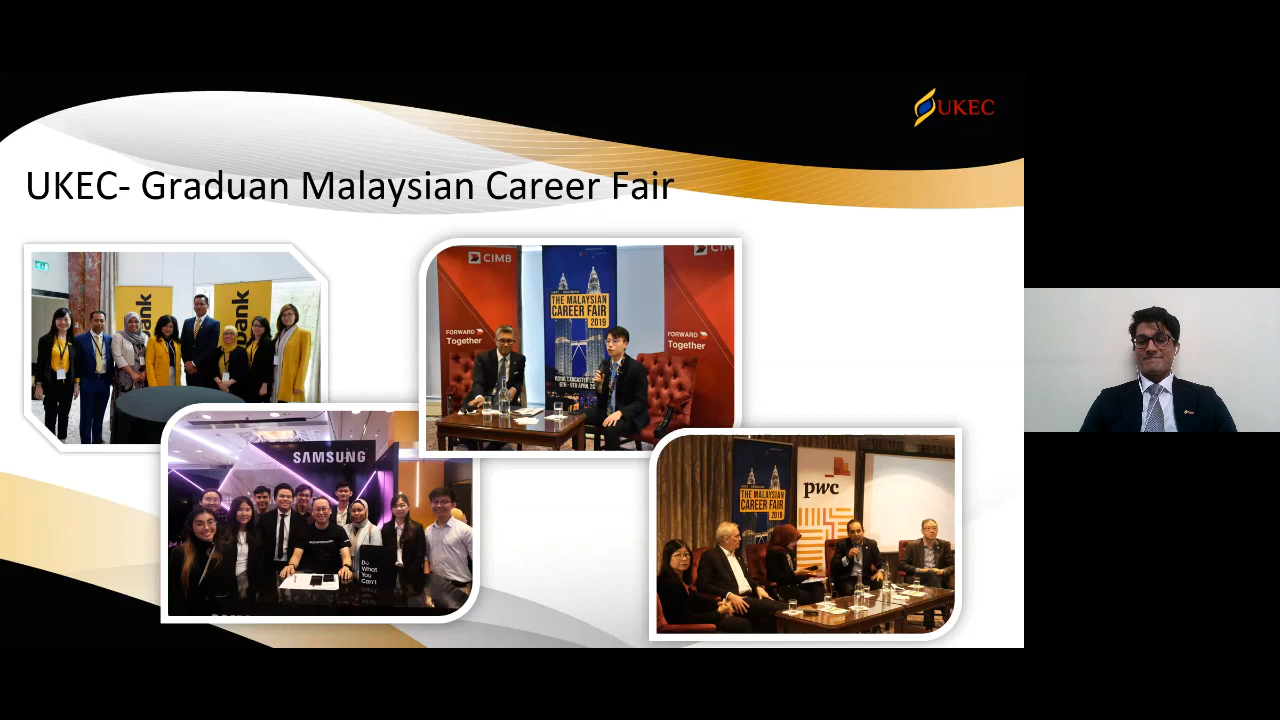 UKEC
UKEC- Graduan Malaysian Career Fair
bank
bank
CIMB
FORWARD
Together
THE MALAYSIAN
CAREER FAIR
2019
CIM
FORWARD
Together
SAMSUNG
Do
What
You
Can't
THE MALAYSIAN
CAREER FAIR
2019
pwc